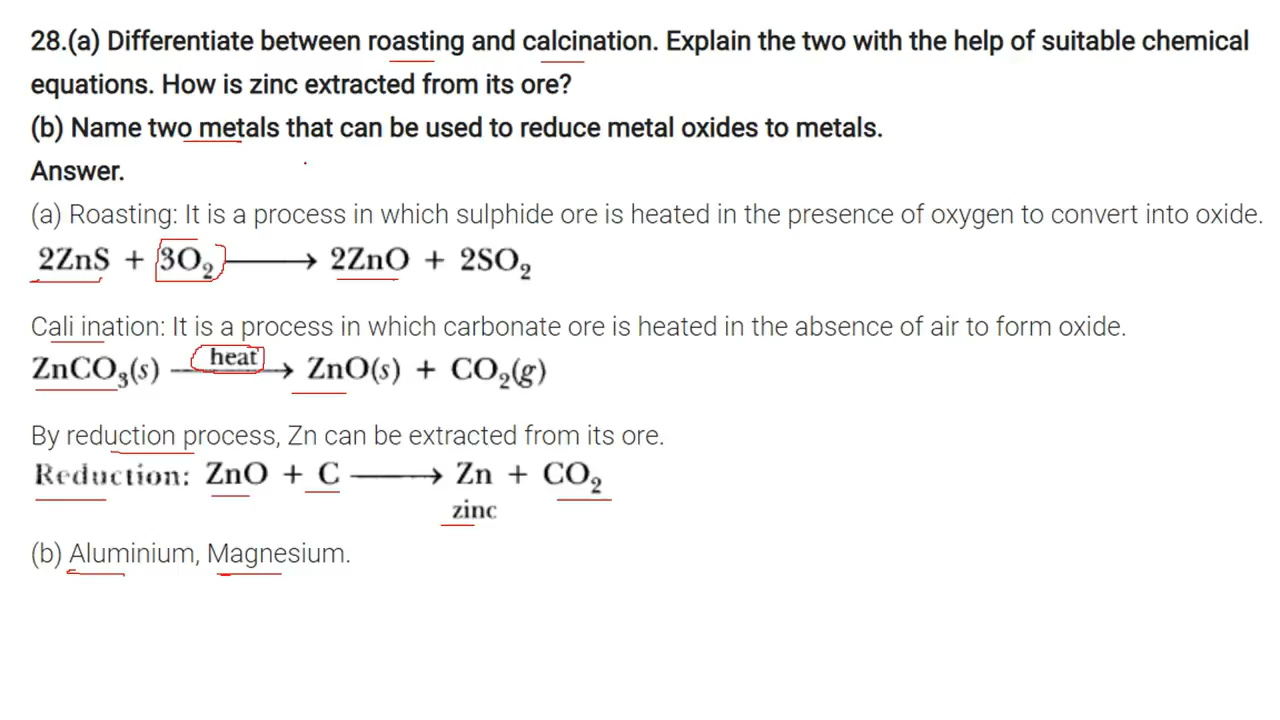 28.(a) Differentiate between roasting and calcination. Explain the two with the help of suitable chemical
equations. How is zinc extracted from its ore?
(b) Name two metals that can be used to reduce metal oxides to metals.
Answer.
(a) Roasting: It is a process in which sulphide ore is heated in the presence of oxygen to convert into oxide.
2ZnS + 3O₂ ⟶ 2ZnO + 2SO₂
Cali ination: It is a process in which carbonate ore is heated in the absence of air to form oxide.
ZnCO₃(s) —heat→ ZnO(s) + CO₂(g)
By reduction process, Zn can be extracted from its ore.
Reduction: ZnO + C ⟶ Zn + CO₂
zinc
(b) Aluminium, Magnesium.